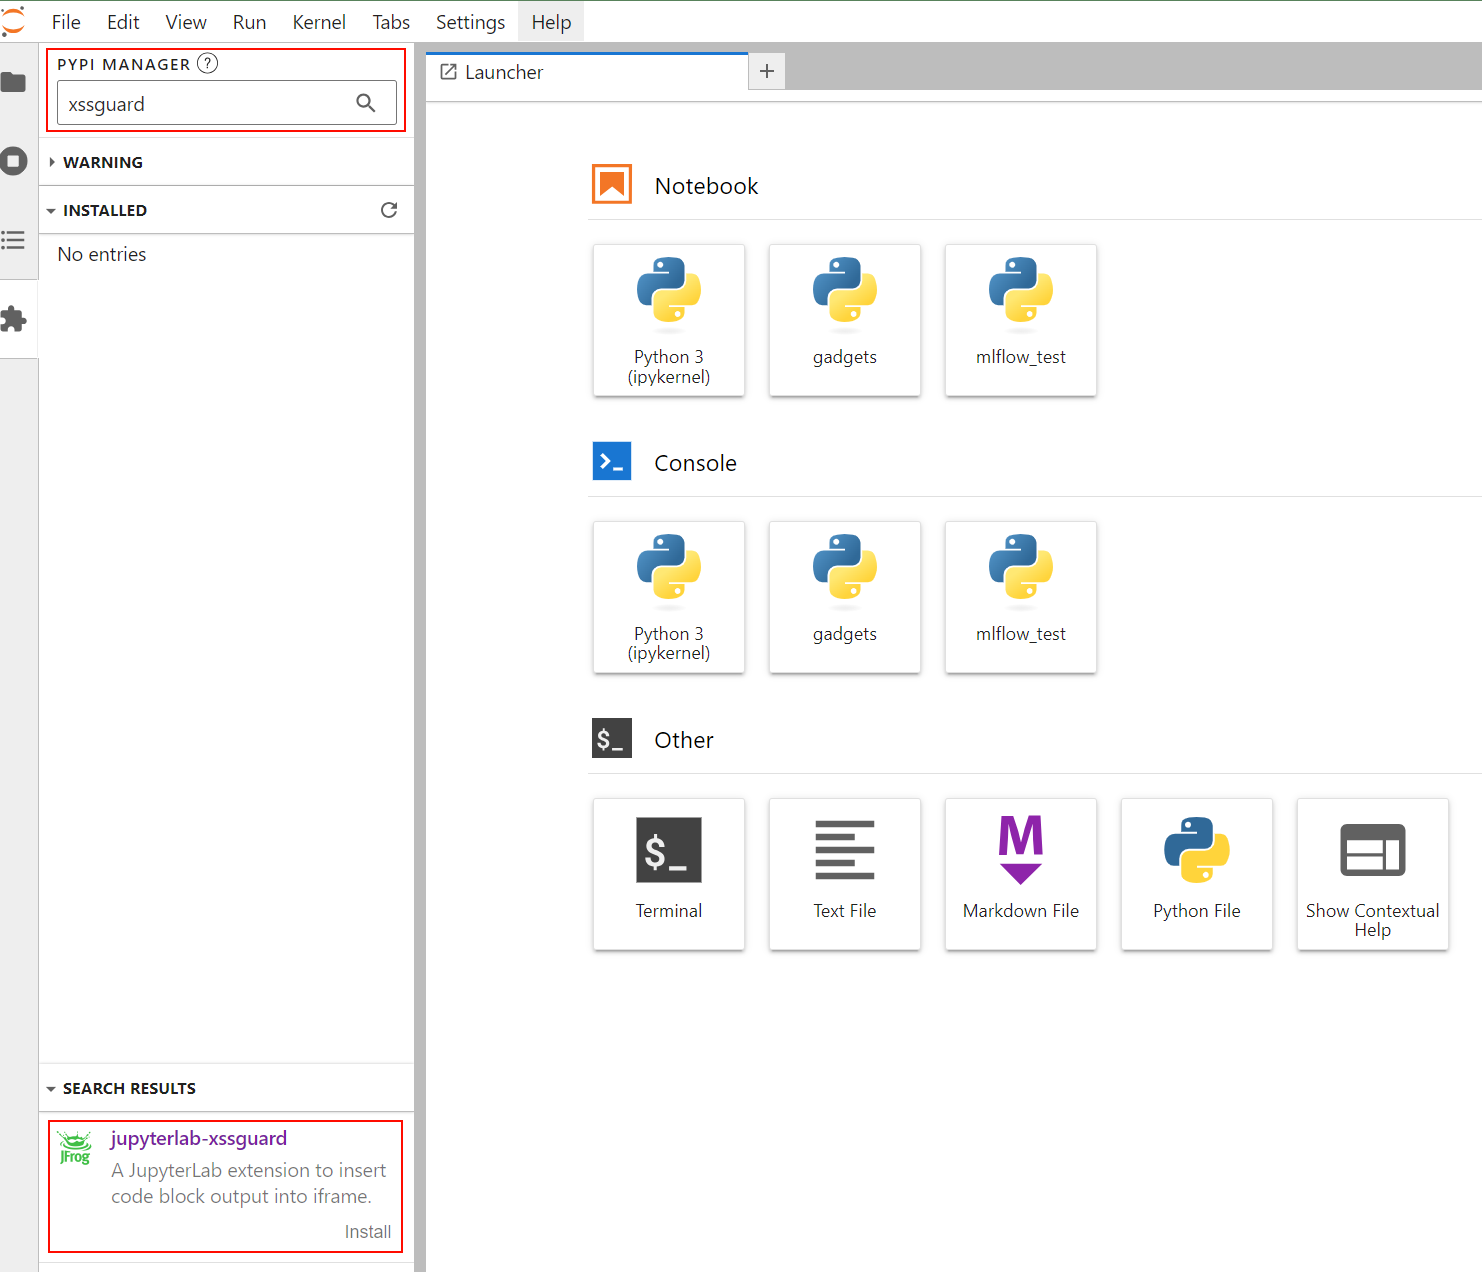 File Edit View Run Kernel Tabs Settings Help
PYPI MANAGER ?
xssguard
WARNING
INSTALLED
No entries
SEARCH RESULTS
JFrog
jupyterlab-xssguard
A JupyterLab extension to insert
code block output into iframe.
Install
Launcher +
Notebook
Python 3
(ipykernel)
gadgets
mlflow_test
>_ Console
Python 3
(ipykernel)
gadgets
mlflow_test
$_ Other
$_
Terminal
Text File
M
Markdown File
Python File
Show Contextual
Help